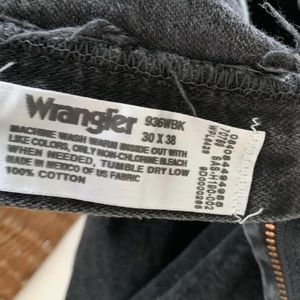 Wrangler 936WBK
30 X 38
MACHINE WASH WARM INSIDE OUT WITH
LIKE COLORS, ONLY NON-CHLORINE BLEACH
WHEN NEEDED, TUMBLE DRY LOW
MADE IN MEXICO OF US FABRIC
100% COTTON